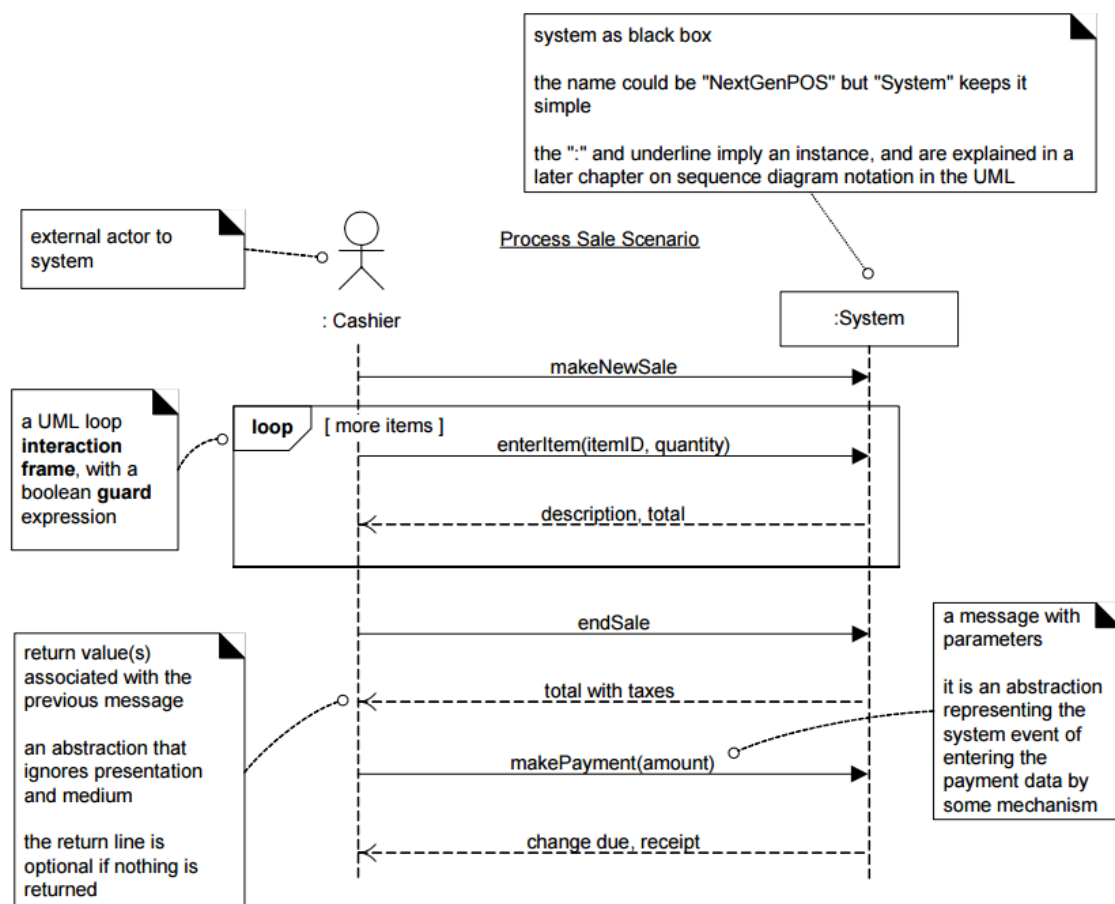 system as black box
the name could be "NextGenPOS" but "System" keeps it
simple
the ":" and underline imply an instance, and are explained in a
later chapter on sequence diagram notation in the UML
external actor to
system
Process Sale Scenario
: Cashier
:System
makeNewSale
a UML loop
interaction
frame, with a
boolean guard
expression
loop
[ more items ]
enterItem(itemID, quantity)
description, total
endSale
return value(s)
associated with the
previous message
an abstraction that
ignores presentation
and medium
the return line is
optional if nothing is
returned
total with taxes
a message with
parameters
it is an abstraction
representing the
system event of
entering the
payment data by
some mechanism
makePayment(amount)
change due, receipt